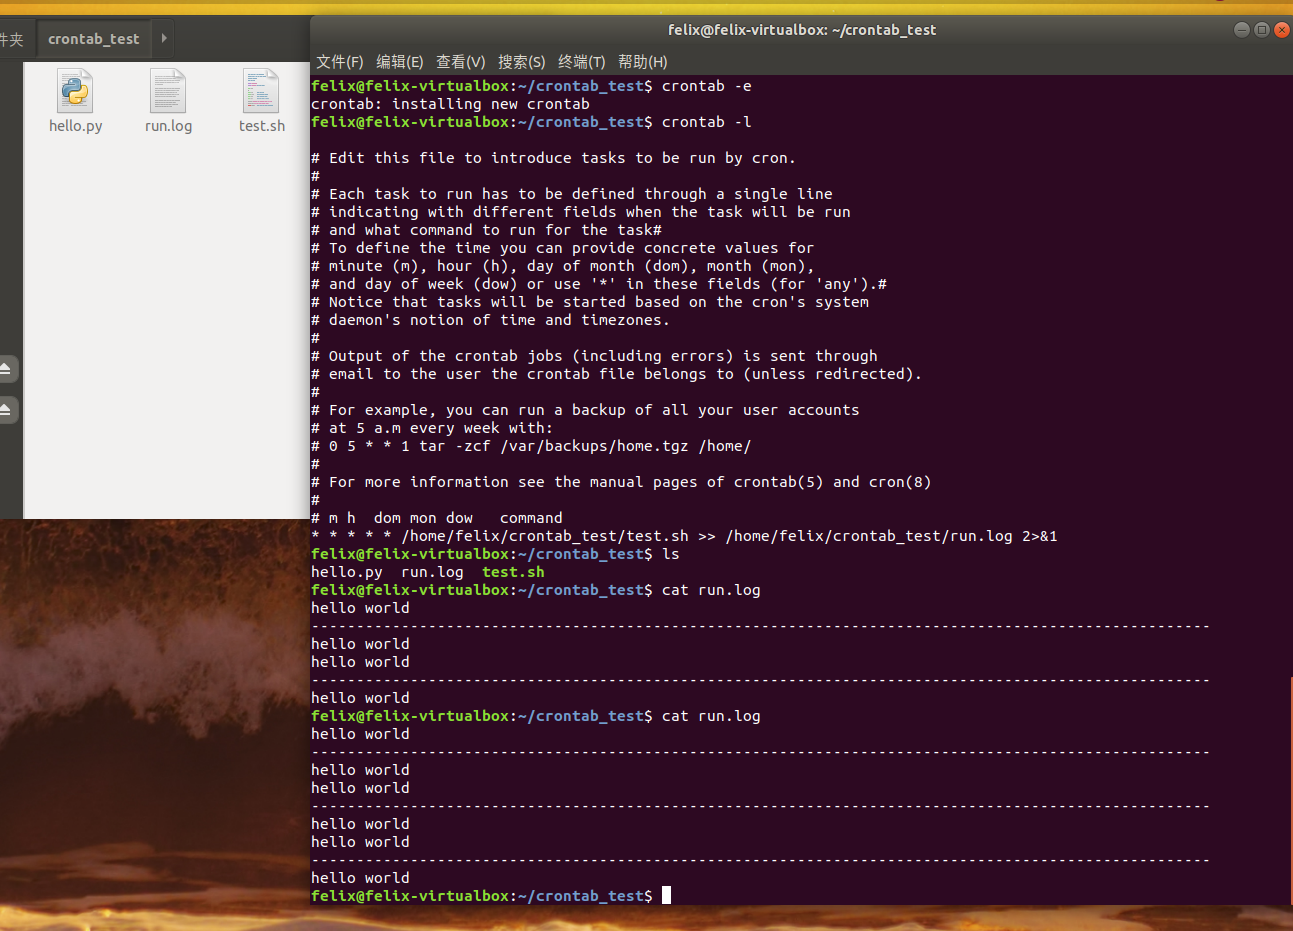 件夹 crontab_test
hello.py run.log test.sh
felix@felix-virtualbox: ~/crontab_test
文件(F) 编辑(E) 查看(V) 搜索(S) 终端(T) 帮助(H)
felix@felix-virtualbox:~/crontab_test$ crontab -e
crontab: installing new crontab
felix@felix-virtualbox:~/crontab_test$ crontab -l
# Edit this file to introduce tasks to be run by cron.
#
# Each task to run has to be defined through a single line
# indicating with different fields when the task will be run
# and what command to run for the task#
# To define the time you can provide concrete values for
# minute (m), hour (h), day of month (dom), month (mon),
# and day of week (dow) or use '*' in these fields (for 'any').#
# Notice that tasks will be started based on the cron's system
# daemon's notion of time and timezones.
#
# Output of the crontab jobs (including errors) is sent through
# email to the user the crontab file belongs to (unless redirected).
#
# For example, you can run a backup of all your user accounts
# at 5 a.m every week with:
# 0 5 * * 1 tar -zcf /var/backups/home.tgz /home/
#
# For more information see the manual pages of crontab(5) and cron(8)
#
# m h  dom mon dow   command
* * * * * /home/felix/crontab_test/test.sh >> /home/felix/crontab_test/run.log 2>&1
felix@felix-virtualbox:~/crontab_test$ ls
hello.py  run.log  test.sh
felix@felix-virtualbox:~/crontab_test$ cat run.log
hello world
----------------------------------------------------------------------------------------------------
hello world
hello world
----------------------------------------------------------------------------------------------------
hello world
felix@felix-virtualbox:~/crontab_test$ cat run.log
hello world
----------------------------------------------------------------------------------------------------
hello world
hello world
----------------------------------------------------------------------------------------------------
hello world
hello world
----------------------------------------------------------------------------------------------------
hello world
felix@felix-virtualbox:~/crontab_test$